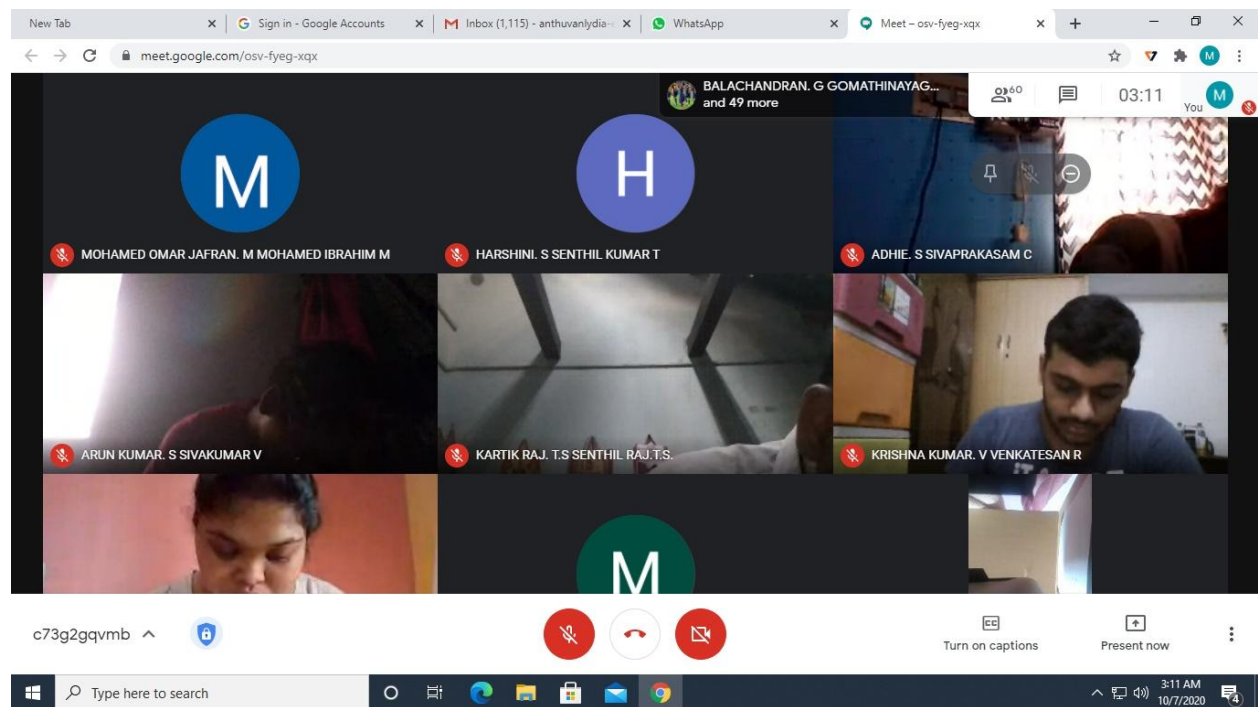 New Tab
Sign in - Google Accounts
Inbox (1,115) - anthuvanlydia-
WhatsApp
Meet – osv-fyeg-xqx
meet.google.com/osv-fyeg-xqx
M
BALACHANDRAN. G GOMATHINAYAG...
and 49 more
60
03:11
You
M
M
H
MOHAMED OMAR JAFRAN. M MOHAMED IBRAHIM M
HARSHINI. S SENTHIL KUMAR T
ADHIE. S SIVAPRAKASAM C
ARUN KUMAR. S SIVAKUMAR V
KARTIK RAJ. T.S SENTHIL RAJ.T.S.
KRISHNA KUMAR. V VENKATESAN R
M
c73g2gqvmb
CC
Turn on captions
Present now
Type here to search
3:11 AM
10/7/2020
4